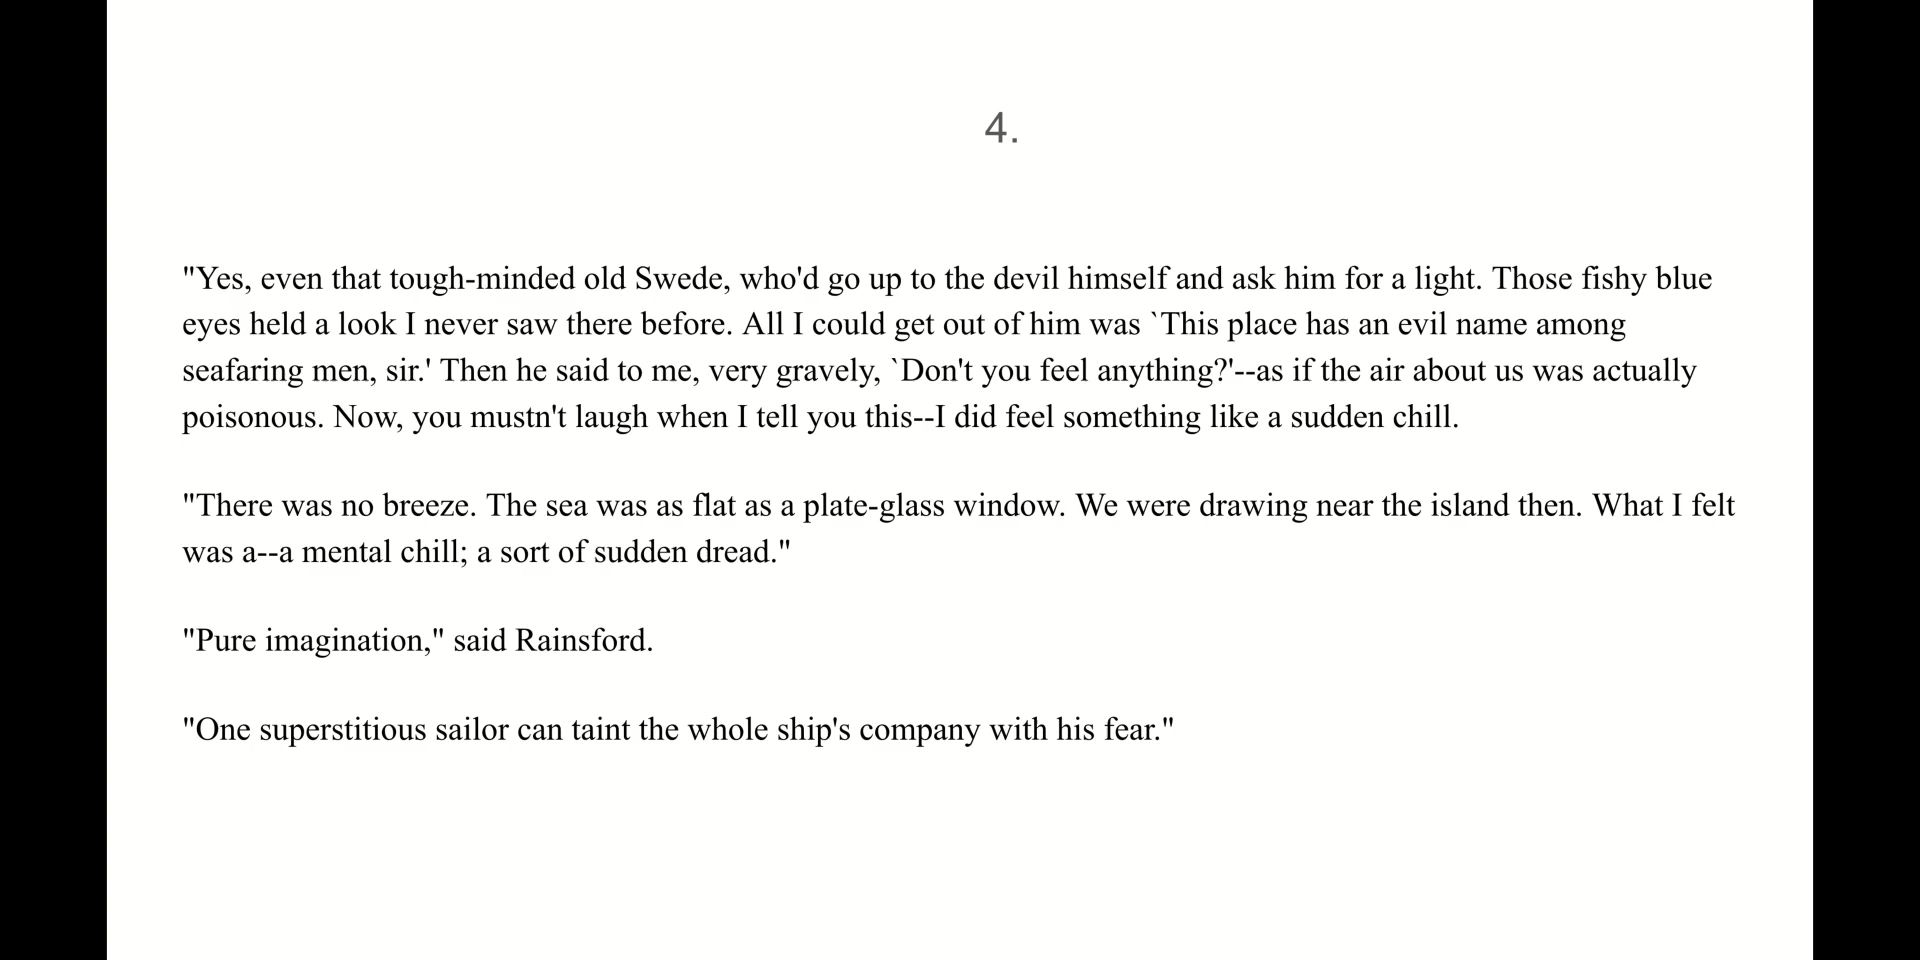 4.
"Yes, even that tough-minded old Swede, who'd go up to the devil himself and ask him for a light. Those fishy blue
eyes held a look I never saw there before. All I could get out of him was `This place has an evil name among
seafaring men, sir.' Then he said to me, very gravely, `Don't you feel anything?'--as if the air about us was actually
poisonous. Now, you mustn't laugh when I tell you this--I did feel something like a sudden chill.
"There was no breeze. The sea was as flat as a plate-glass window. We were drawing near the island then. What I felt
was a--a mental chill; a sort of sudden dread."
"Pure imagination," said Rainsford.
"One superstitious sailor can taint the whole ship's company with his fear."